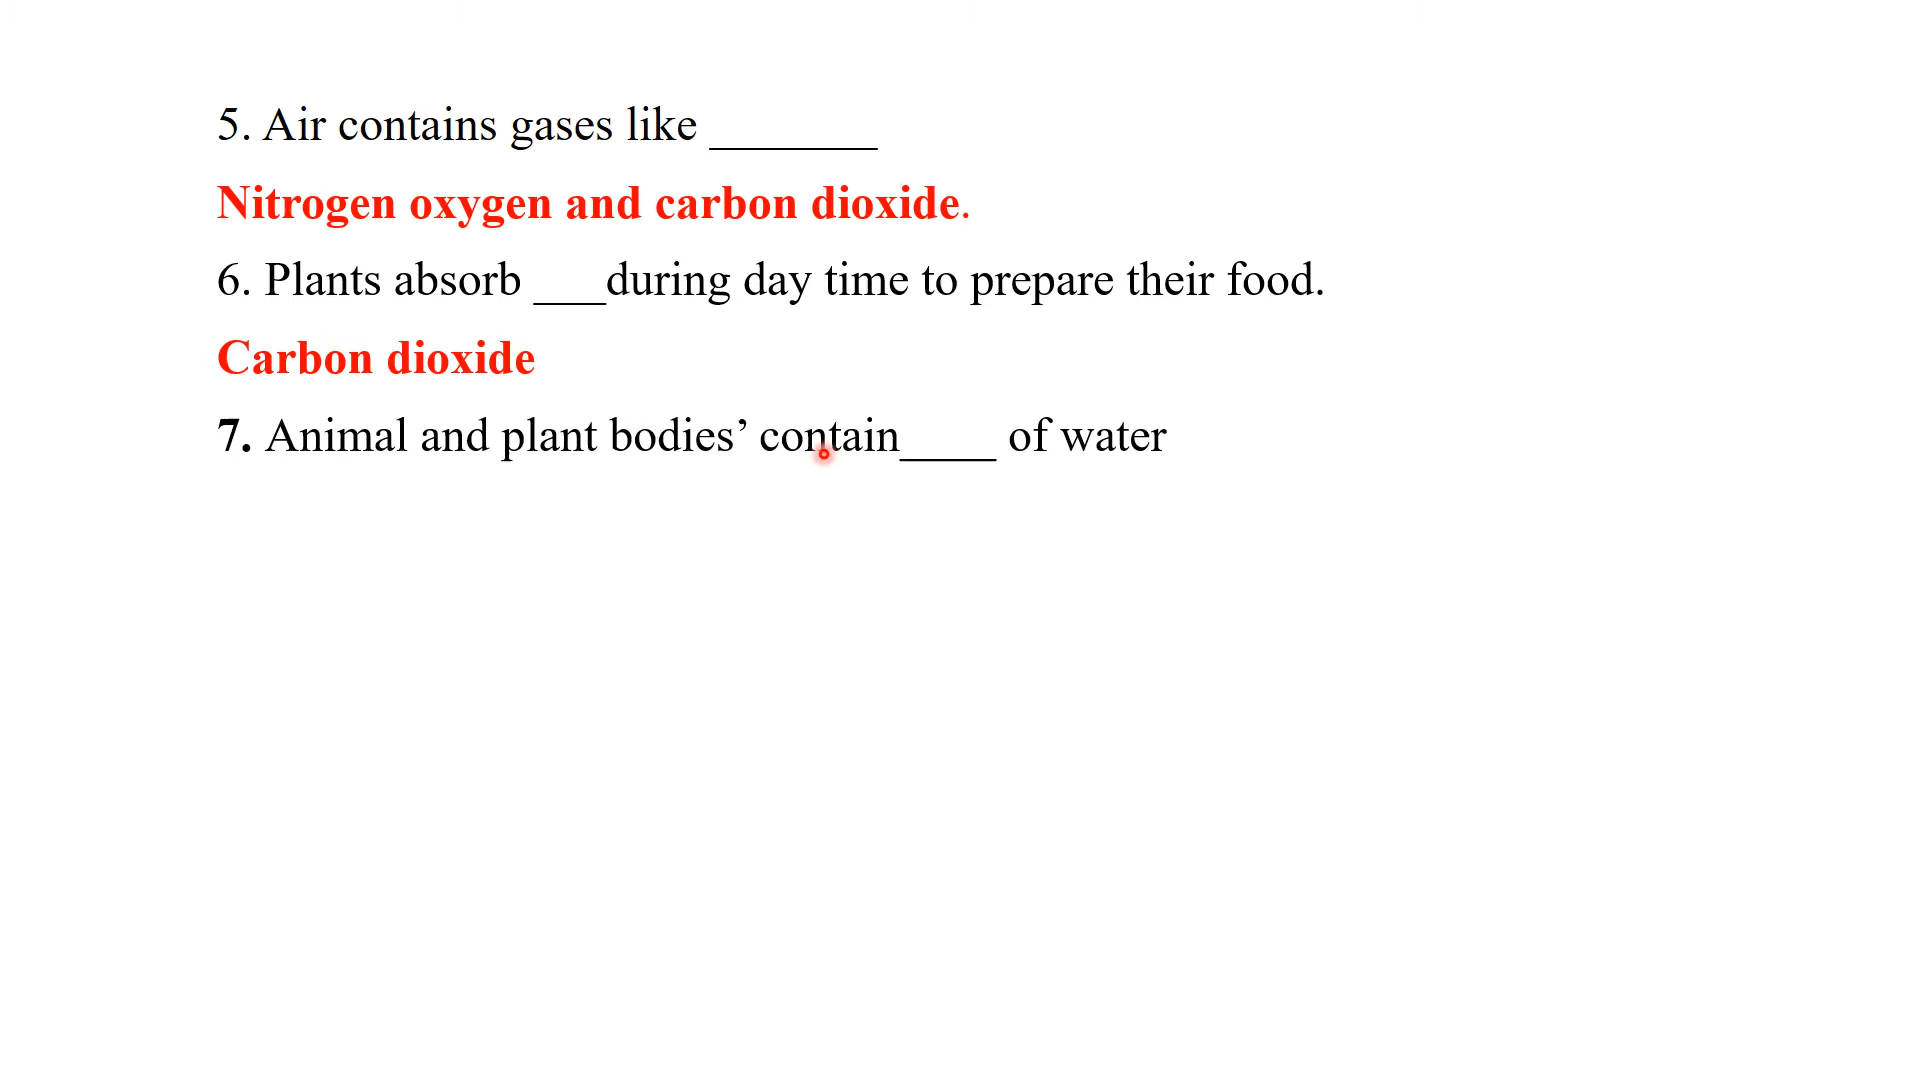 5. Air contains gases like _______
Nitrogen oxygen and carbon dioxide.
6. Plants absorb ___during day time to prepare their food.
Carbon dioxide
7. Animal and plant bodies’ contain____ of water